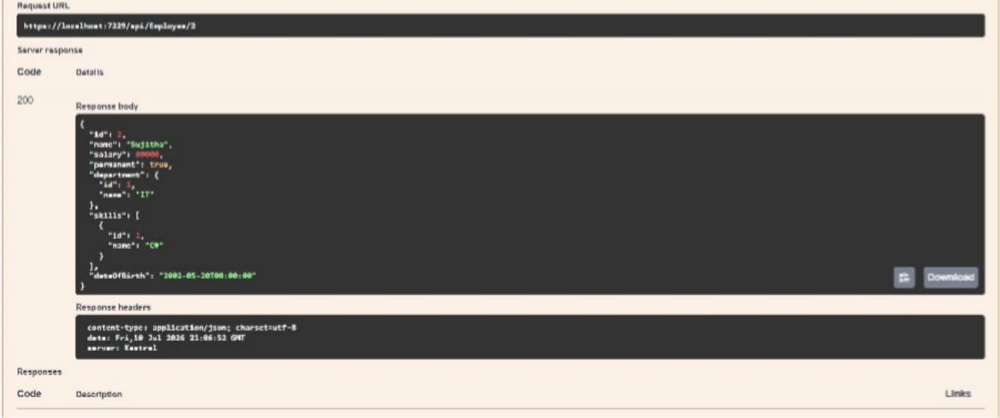 Request URL
https://localhost:7229/api/Employee/2
Server response
Code Details
200
Response body
{
"id": 2,
"name": "Sujitha",
"salary": 80000,
"permanent": true,
"department": {
"id": 1,
"name": "IT"
},
"skills": [
{
"id": 1,
"name": "C#"
}
],
"dateOfBirth": "2002-05-20T00:00:00"
}
Download
Response headers
content-type: application/json; charset=utf-8
date: Fri,10 Jul 2026 21:06:52 GMT
server: Kestrel
Responses
Code Description Links